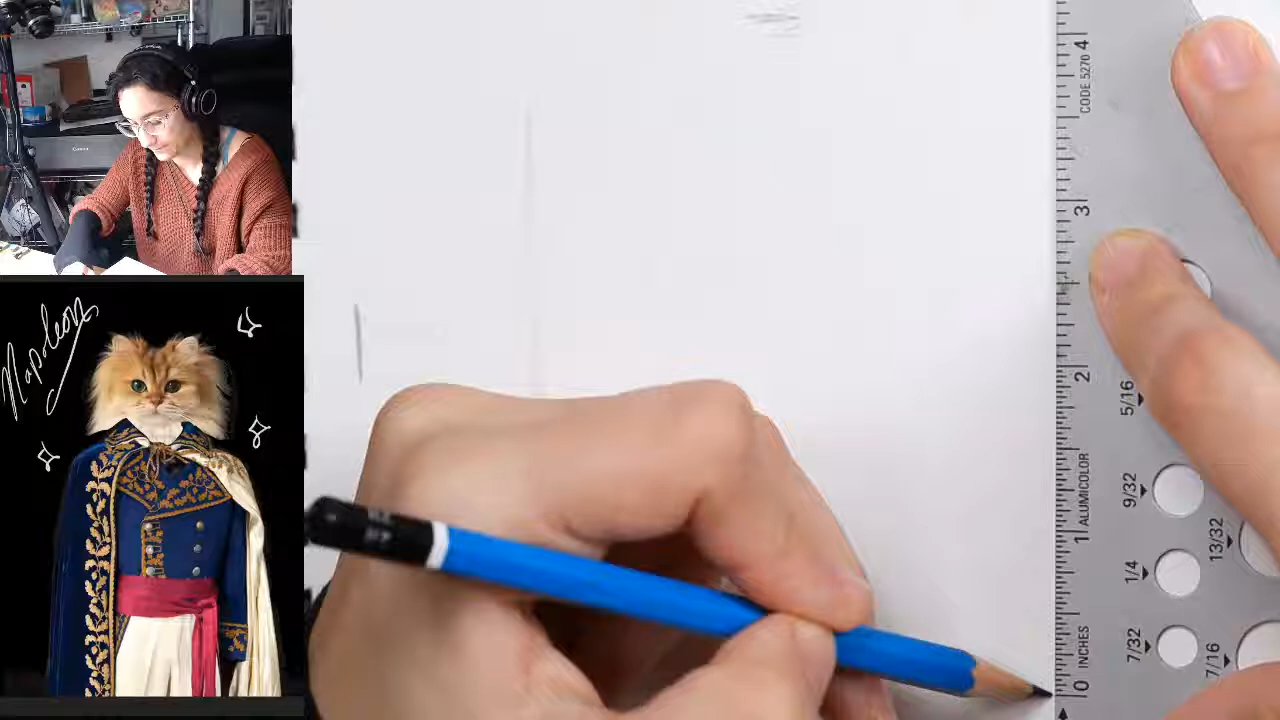 Canon
Napoleon
4
CODE 5270
3
2
5/16
ALUMICOLOR
9/32
1
13/32
1/4
INCHES
7/32
7/16
0